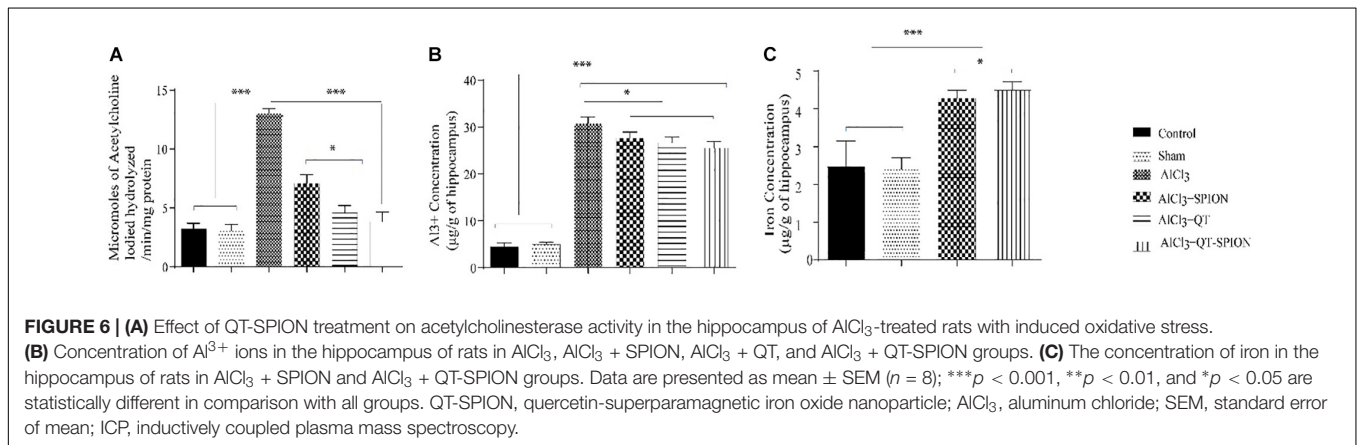 A
Micromoles of Acetylcholine
Iodied hydrolyzed
/min/mg protein
15
10
5
0
***
***
*
B
Al3+ Concentration
(µg/g of hippocampus)
40
30
20
10
0
***
*
C
Iron Concentration
(µg/g of hippocampus)
5
4
3
2
1
0
***
*
Control
Sham
AlCl3
AlCl3-SPION
AlCl3-QT
AlCl3-QT-SPION
FIGURE 6 | (A) Effect of QT-SPION treatment on acetylcholinesterase activity in the hippocampus of AlCl3-treated rats with induced oxidative stress.
(B) Concentration of Al3+ ions in the hippocampus of rats in AlCl3, AlCl3 + SPION, AlCl3 + QT, and AlCl3 + QT-SPION groups. (C) The concentration of iron in the
hippocampus of rats in AlCl3 + SPION and AlCl3 + QT-SPION groups. Data are presented as mean ± SEM (n = 8); ***p < 0.001, **p < 0.01, and *p < 0.05 are
statistically different in comparison with all groups. QT-SPION, quercetin-superparamagnetic iron oxide nanoparticle; AlCl3, aluminum chloride; SEM, standard error
of mean; ICP, inductively coupled plasma mass spectroscopy.